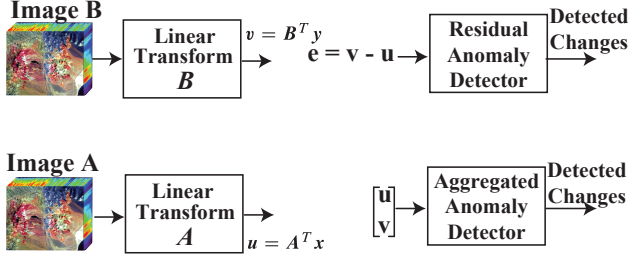 Image B
Linear
Transform
B
v = B^T y
e = v - u
Residual
Anomaly
Detector
Detected
Changes
Image A
Linear
Transform
A
u = A^T x
[u
v]
Aggregated
Anomaly
Detector
Detected
Changes